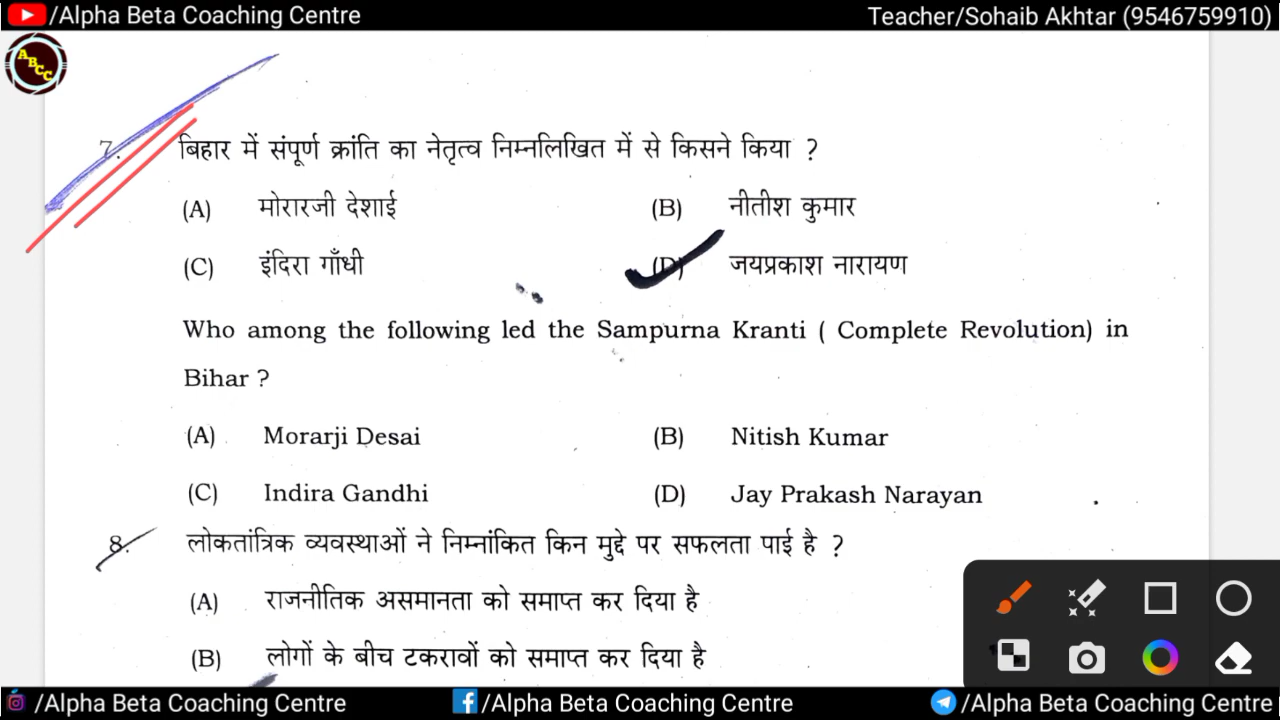 /Alpha Beta Coaching Centre
Teacher/Sohaib Akhtar (9546759910)
ABCC
7. बिहार में संपूर्ण क्रांति का नेतृत्व निम्नलिखित में से किसने किया ?
(A) मोरारजी देशाई (B) नीतीश कुमार
(C) इंदिरा गाँधी (D) जयप्रकाश नारायण
Who among the following led the Sampurna Kranti ( Complete Revolution) in
Bihar ?
(A) Morarji Desai (B) Nitish Kumar
(C) Indira Gandhi (D) Jay Prakash Narayan
8. लोकतांत्रिक व्यवस्थाओं ने निम्नांकित किन मुद्दे पर सफलता पाई है ?
(A) राजनीतिक असमानता को समाप्त कर दिया है
(B) लोगों के बीच टकरावों को समाप्त कर दिया है
/Alpha Beta Coaching Centre
/Alpha Beta Coaching Centre
/Alpha Beta Coaching Centre